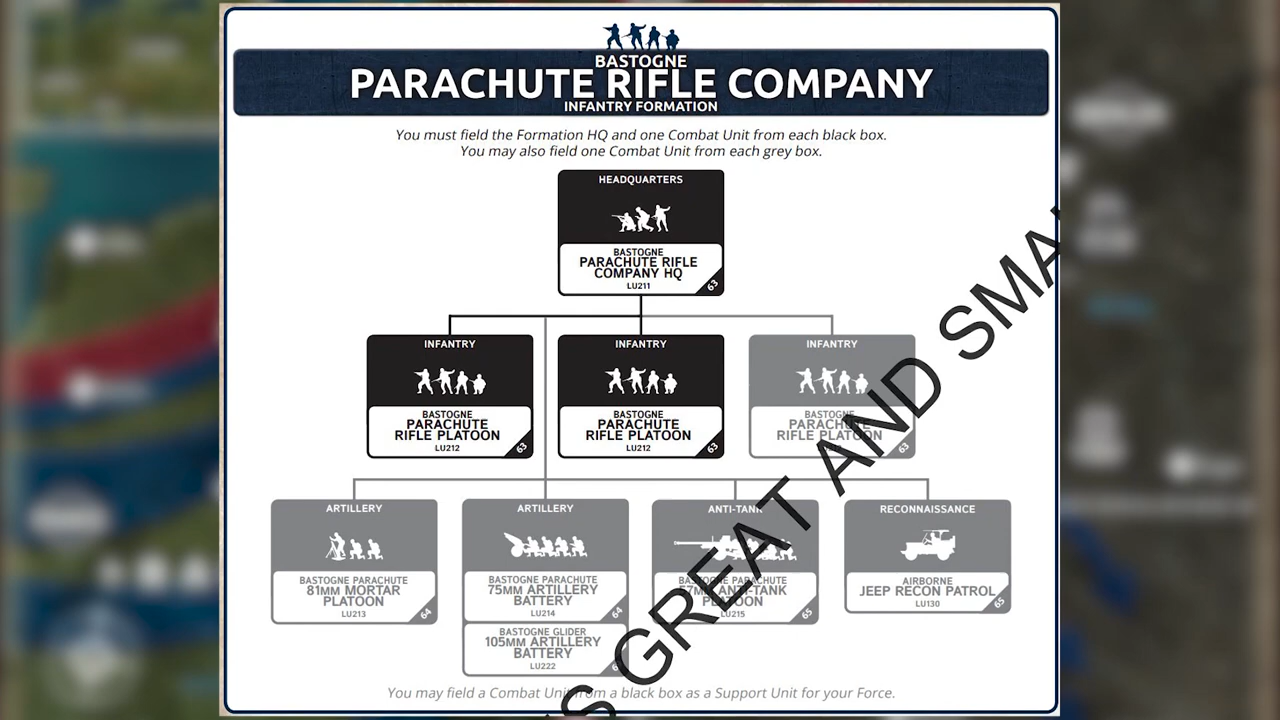 BASTOGNE
PARACHUTE RIFLE COMPANY
INFANTRY FORMATION
You must field the Formation HQ and one Combat Unit from each black box.
You may also field one Combat Unit from each grey box.
HEADQUARTERS
BASTOGNE
PARACHUTE RIFLE
COMPANY HQ
LU211
63
INFANTRY
BASTOGNE
PARACHUTE
RIFLE PLATOON
LU212
63
INFANTRY
BASTOGNE
PARACHUTE
RIFLE PLATOON
LU212
63
INFANTRY
BASTOGNE
PARACHUTE
RIFLE PLATOON
63
ARTILLERY
BASTOGNE PARACHUTE
81MM MORTAR
PLATOON
LU213
64
ARTILLERY
BASTOGNE PARACHUTE
75MM ARTILLERY
BATTERY
LU214
64
BASTOGNE GLIDER
105MM ARTILLERY
BATTERY
LU222
ANTI-TANK
BASTOGNE PARACHUTE
57MM ANTI-TANK
PLATOON
LU215
65
RECONNAISSANCE
AIRBORNE
JEEP RECON PATROL
LU130
65
You may field a Combat Unit from a black box as a Support Unit for your Force.
GREAT AND